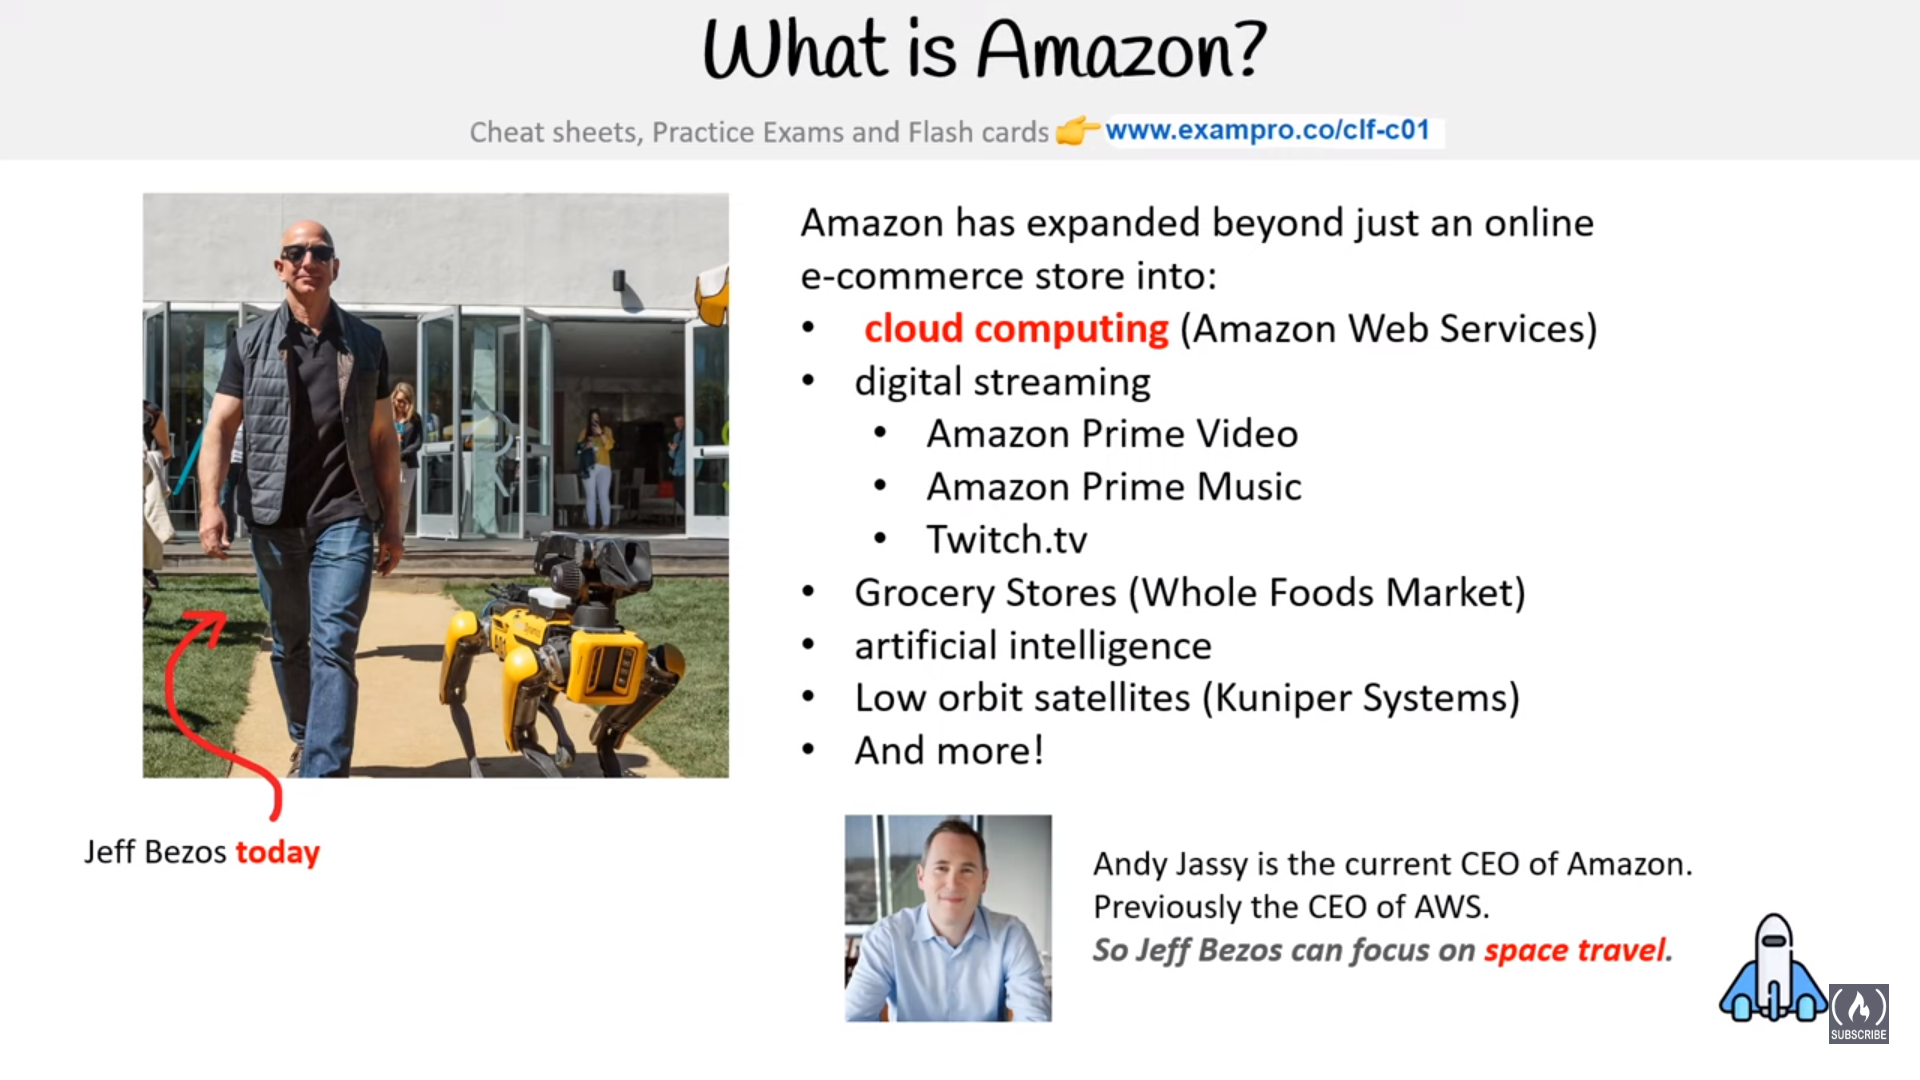 What is Amazon?
Cheat sheets, Practice Exams and Flash cards 👉 www.exampro.co/clf-c01
Amazon has expanded beyond just an online
e-commerce store into:
• cloud computing (Amazon Web Services)
• digital streaming
• Amazon Prime Video
• Amazon Prime Music
• Twitch.tv
• Grocery Stores (Whole Foods Market)
• artificial intelligence
• Low orbit satellites (Kuniper Systems)
• And more!
Jeff Bezos today
Andy Jassy is the current CEO of Amazon.
Previously the CEO of AWS.
So Jeff Bezos can focus on space travel.
SUBSCRIBE